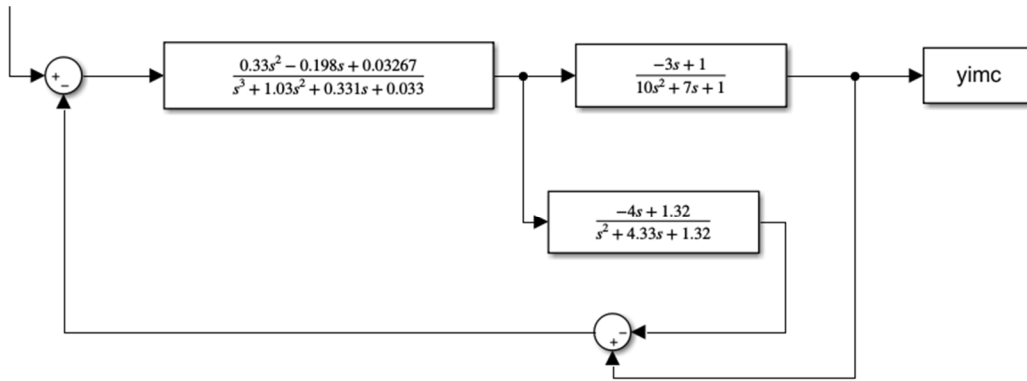 +
−
0.33s² − 0.198s + 0.03267
s³ + 1.03s² + 0.331s + 0.033
−3s + 1
10s² + 7s + 1
yimc
−4s + 1.32
s² + 4.33s + 1.32
−
+